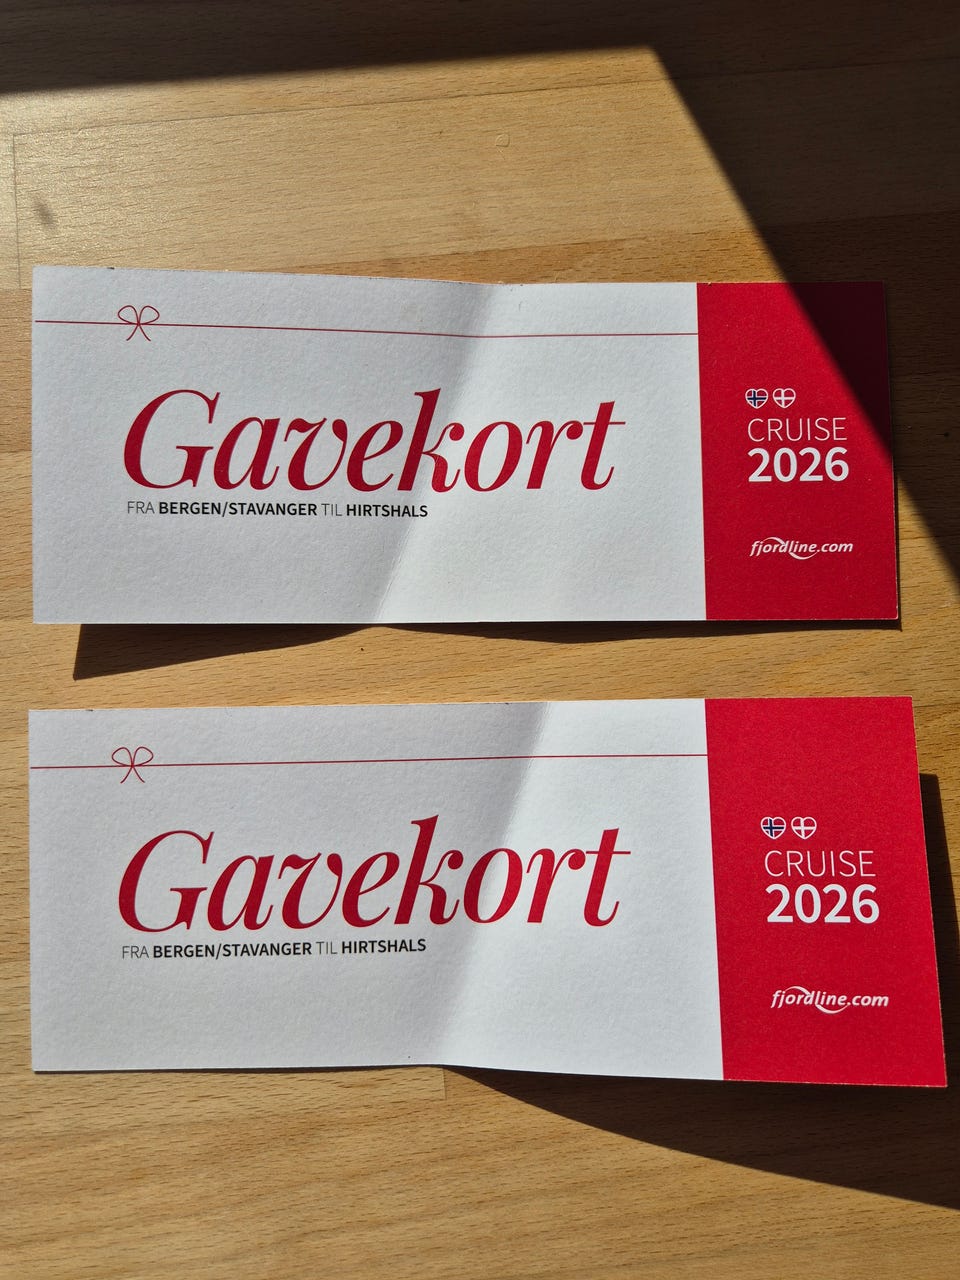 Gavekort
FRA BERGEN/STAVANGER TIL HIRTSHALS
CRUISE
2026
fjordline.com
Gavekort
FRA BERGEN/STAVANGER TIL HIRTSHALS
CRUISE
2026
fjordline.com